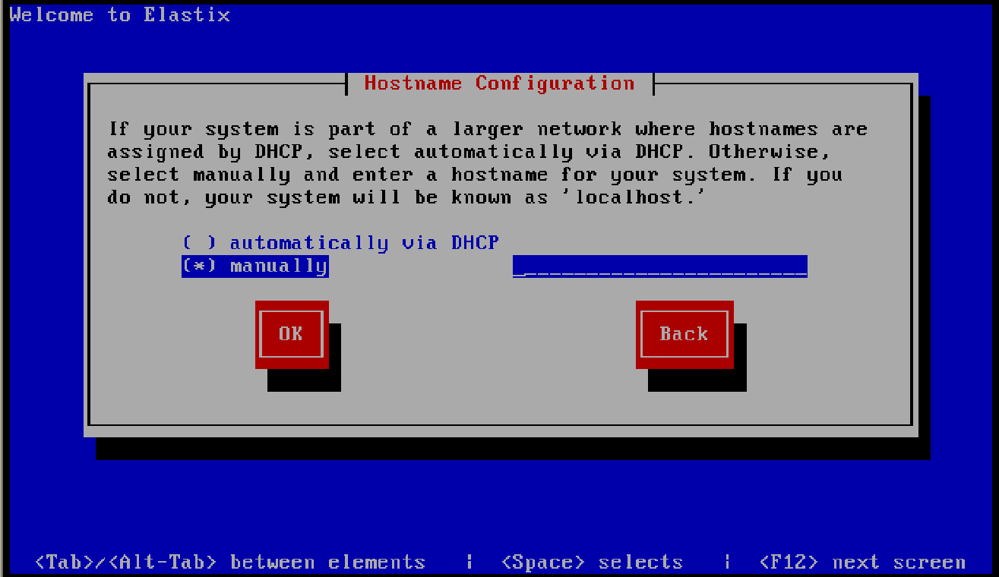 Welcome to Elastix
Hostname Configuration
If your system is part of a larger network where hostnames are
assigned by DHCP, select automatically via DHCP. Otherwise,
select manually and enter a hostname for your system. If you
do not, your system will be known as 'localhost.'
( ) automatically via DHCP
(*) manually ________________________
OK Back
<Tab>/<Alt-Tab> between elements | <Space> selects | <F12> next screen